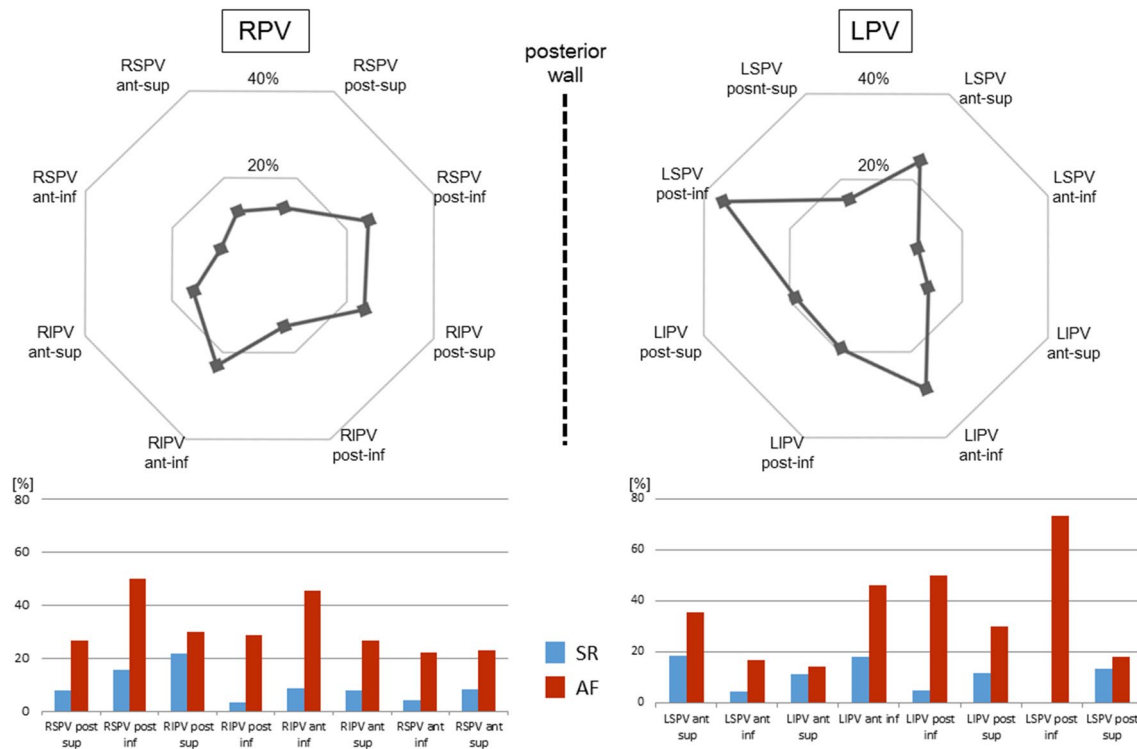 RPV
posterior
wall
LPV
RSPV
ant-sup
40%
RSPV
post-sup
LSPV
posnt-sup
40%
LSPV
ant-sup
RSPV
ant-inf
20%
RSPV
post-inf
LSPV
post-inf
20%
LSPV
ant-inf
RIPV
ant-sup
RIPV
post-sup
LIPV
post-sup
LIPV
ant-sup
RIPV
ant-inf
RIPV
post-inf
LIPV
post-inf
LIPV
ant-inf
[%]
80
60
40
20
0
RSPV post
sup
RSPV post
inf
RIPV post
sup
RIPV post
inf
RIPV ant
inf
RIPV ant
sup
RSPV ant
inf
RSPV ant
sup
SR
AF
[%]
80
60
40
20
0
LSPV ant
sup
LSPV ant
inf
LIPV ant
sup
LIPV ant inf
LIPV post
inf
LIPV post
sup
LSPV post
inf
LSPV post
sup